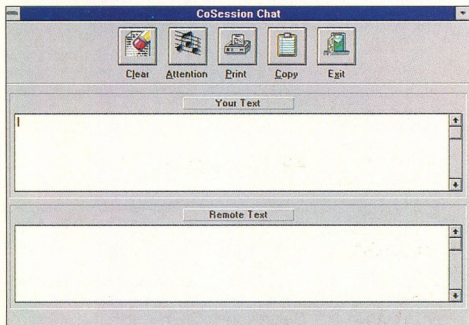 CoSession Chat
Clear Attention Print Copy Exit
Your Text
Remote Text